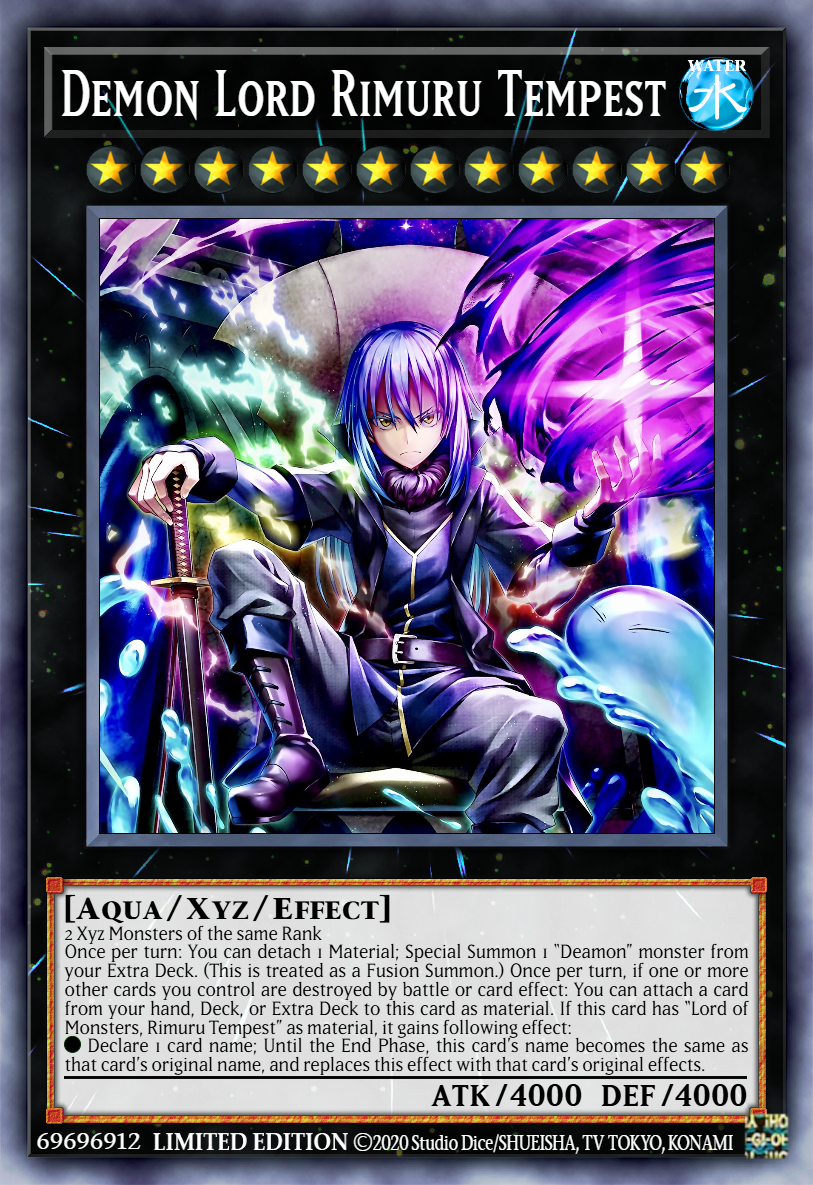 Demon Lord Rimuru Tempest
WATER
水
[Aqua/Xyz/Effect]
2 Xyz Monsters of the same Rank
Once per turn: You can detach 1 Material; Special Summon 1 "Deamon" monster from
your Extra Deck. (This is treated as a Fusion Summon.) Once per turn, if one or more
other cards you control are destroyed by battle or card effect: You can attach a card
from your hand, Deck, or Extra Deck to this card as material. If this card has "Lord of
Monsters, Rimuru Tempest" as material, it gains following effect:
● Declare 1 card name; Until the End Phase, this card's name becomes the same as
that card's original name, and replaces this effect with that card's original effects.
ATK/4000 DEF/4000
69696912 LIMITED EDITION ©2020 Studio Dice/SHUEISHA, TV TOKYO, KONAMI